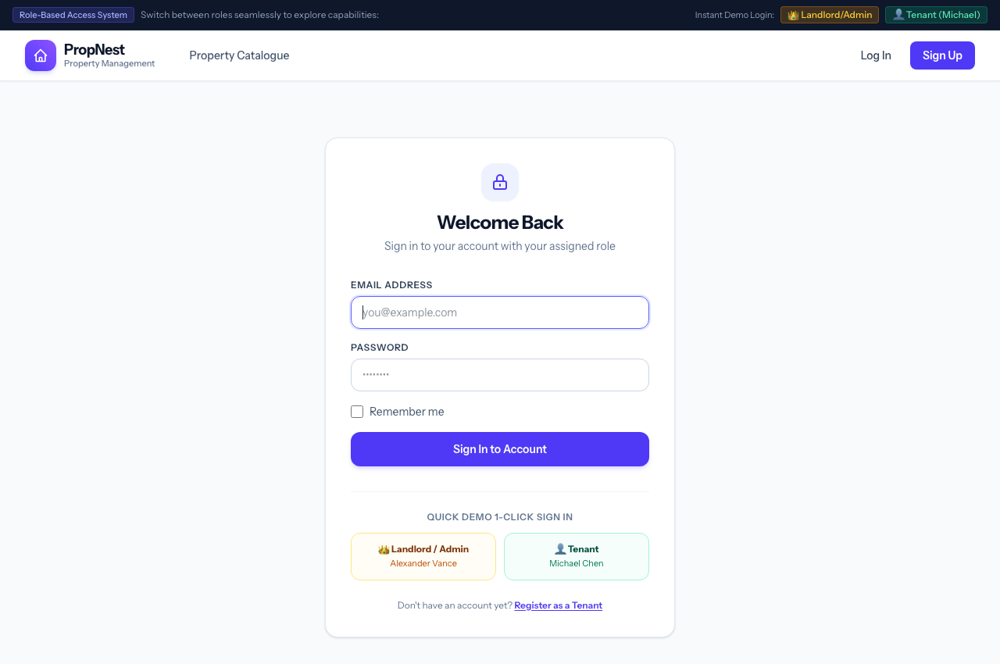 Role-Based Access System Switch between roles seamlessly to explore capabilities: Instant Demo Login: 👑 Landlord/Admin 👤 Tenant (Michael)
PropNest
Property Management
Property Catalogue
Log In
Sign Up
Welcome Back
Sign in to your account with your assigned role
EMAIL ADDRESS
you@example.com
PASSWORD
••••••••
Remember me
Sign In to Account
QUICK DEMO 1-CLICK SIGN IN
👑 Landlord / Admin
Alexander Vance
👤 Tenant
Michael Chen
Don't have an account yet? Register as a Tenant